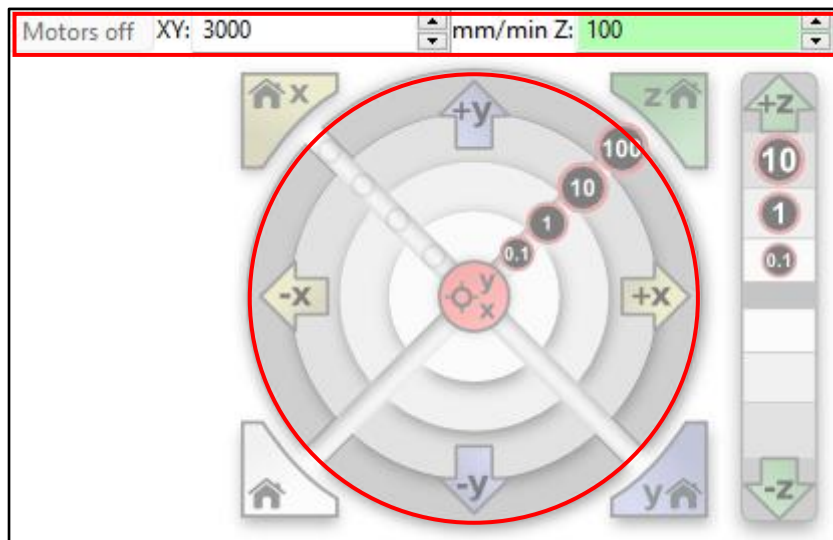 Motors off XY: 3000 mm/min Z: 100
x +y z +z
100
10 10
1 1
0.1 0.1
y
-x x +x
-y y -z